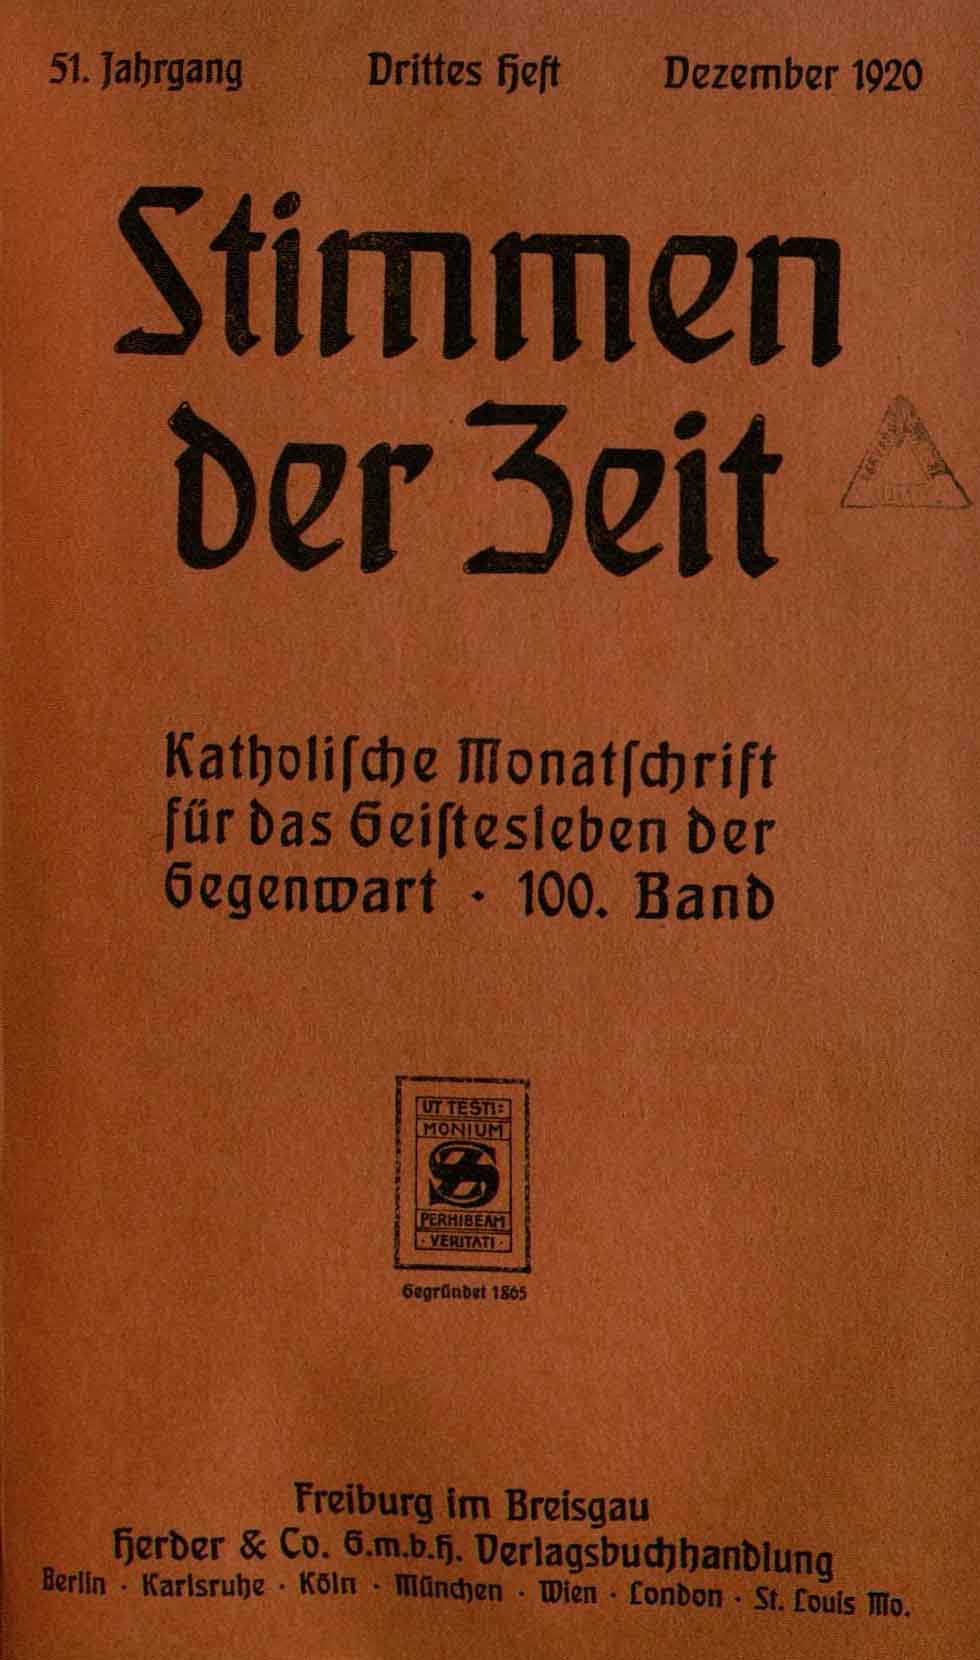 51. Jahrgang Drittes Heft Dezember 1920
Stimmen
der Zeit
Katholiſche Monatſchrift
für das Geiſtesleben der
Gegenwart · 100. Band
UT TESTI:
MONIUM
SZ
PERHIBEAM
· VERITATI ·
Gegründet 1865
Freiburg im Breisgau
Herder & Co. G.m.b.H. Verlagsbuchhandlung
Berlin · Karlsruhe · Köln · München · Wien · London · St. Louis Mo.